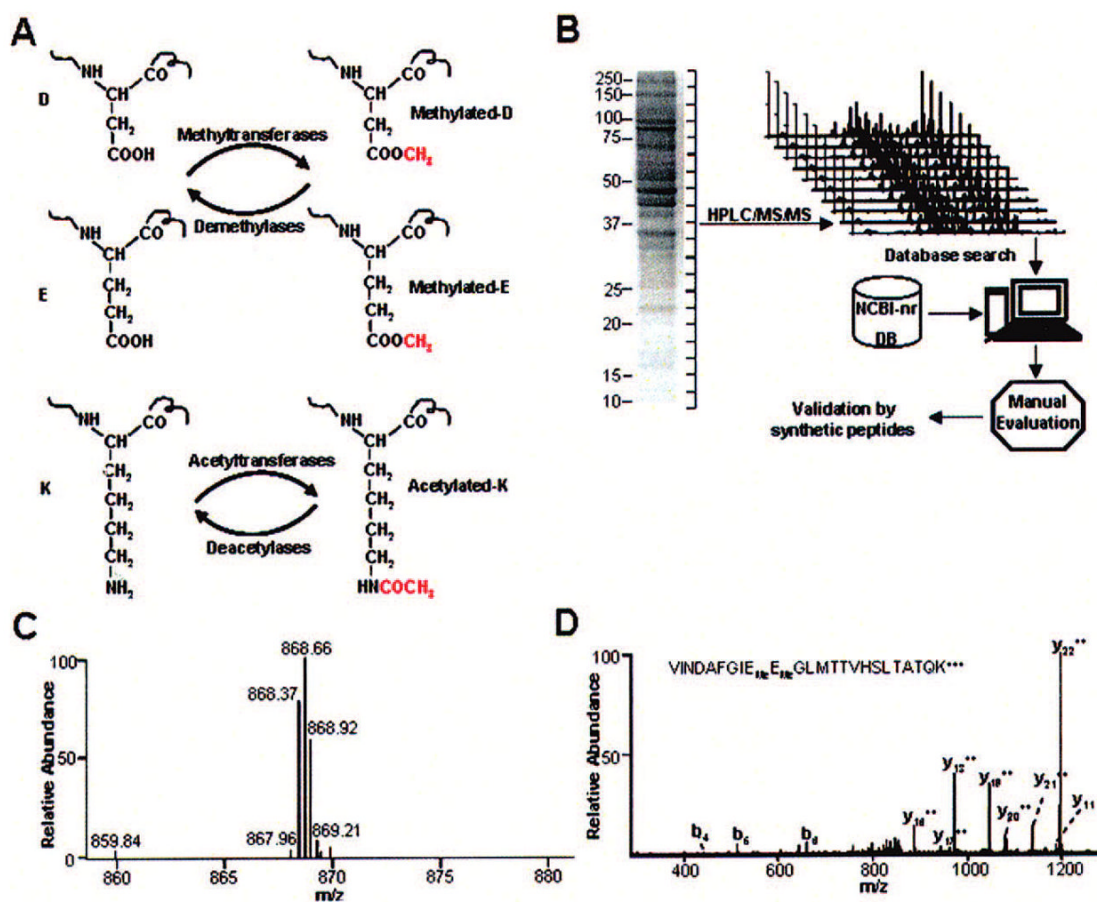 A
NH
CO
CH
D
CH2
COOH
NH
CO
CH
CH2
COOCH3
Methylated-D
Methyltransferases
Demethylases
NH
CO
CH
E
CH2
CH2
COOH
NH
CO
CH
CH2
CH2
COOCH3
Methylated-E
NH
CO
CH
K
CH2
CH2
CH2
CH2
NH2
Acetyltransferases
Deacetylases
NH
CO
CH
CH2
CH2
CH2
CH2
HNCOCH3
Acetylated-K
B
250
150
100
75
50
37
25
20
15
10
HPLC/MS/MS
Database search
NCBI-nr
DB
Manual
Evaluation
Validation by
synthetic peptides
C
Relative Abundance
100
50
0
859.84
867.96
868.37
868.66
868.92
869.21
860 865 870 875 880
m/z
D
Relative Abundance
100
50
0
VINDAFGIEMeEMeGLMTTVHSLTATQK+++
b4
b5
b6
y16++
y17++
y18++
y19++
y20++
y21++
y22++
y11
400 600 800 1000 1200
m/z